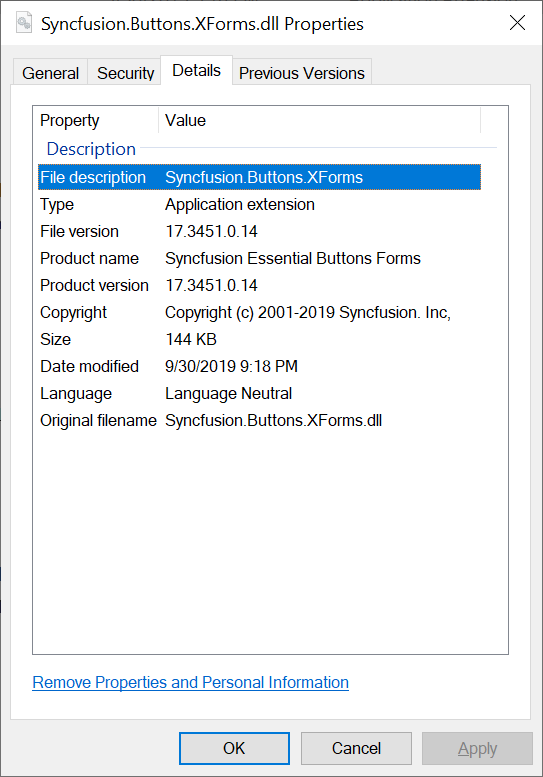 Syncfusion.Buttons.XForms.dll Properties
General Security Details Previous Versions
Property Value
Description
File description Syncfusion.Buttons.XForms
Type Application extension
File version 17.3451.0.14
Product name Syncfusion Essential Buttons Forms
Product version 17.3451.0.14
Copyright Copyright (c) 2001-2019 Syncfusion. Inc,
Size 144 KB
Date modified 9/30/2019 9:18 PM
Language Language Neutral
Original filename Syncfusion.Buttons.XForms.dll
Remove Properties and Personal Information
OK Cancel Apply